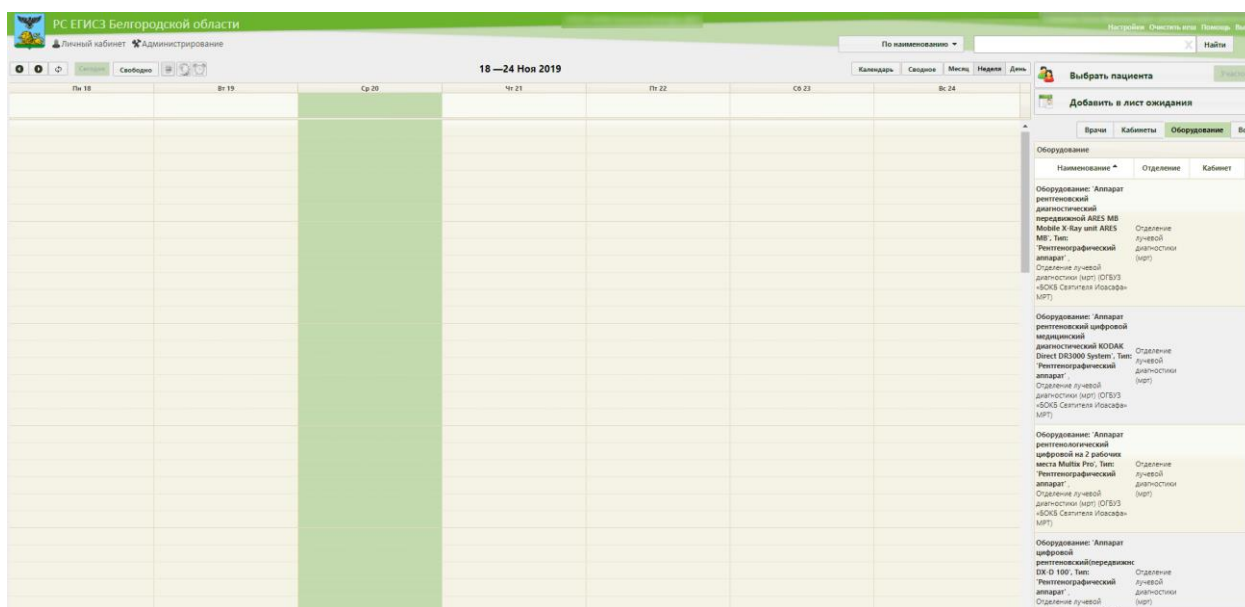 РС ЕГИСЗ Белгородской области
Настройки Очистить кеш Помощь
Личный кабинет Администрирование
По наименованию Найти
Сегодня Свободно
18 —24 Ноя 2019
Календарь Сводное Месяц Неделя День
Пн 18 Вт 19 Ср 20 Чт 21 Пт 22 Сб 23 Вс 24
Выбрать пациента
Добавить в лист ожидания
Врачи Кабинеты Оборудование
Оборудование
Наименование Отделение Кабинет
Оборудование: 'Аппарат
рентгеновский
диагностический
передвижной ARES MB
Mobile X-Ray unit ARES
MB', Тип:
'Рентгенографический
аппарат' ,
Отделение лучевой
диагностики (мрт) (ОГБУЗ
«БОКБ Святителя Иоасафа»
МРТ)
Отделение
лучевой
диагностики
(мрт)
Оборудование: 'Аппарат
рентгеновский цифровой
медицинский
диагностический KODAK
Direct DR3000 System', Тип:
'Рентгенографический
аппарат' ,
Отделение лучевой
диагностики (мрт) (ОГБУЗ
«БОКБ Святителя Иоасафа»
МРТ)
Отделение
лучевой
диагностики
(мрт)
Оборудование: 'Аппарат
рентгенологический
цифровой на 2 рабочих
места Multix Pro', Тип:
'Рентгенографический
аппарат' ,
Отделение лучевой
диагностики (мрт) (ОГБУЗ
«БОКБ Святителя Иоасафа»
МРТ)
Отделение
лучевой
диагностики
(мрт)
Оборудование: 'Аппарат
цифровой
рентгеновский(передвижнс
DX-D 100', Тип:
'Рентгенографический
аппарат' ,
Отделение лучевой
Отделение
лучевой
диагностики
(мрт)